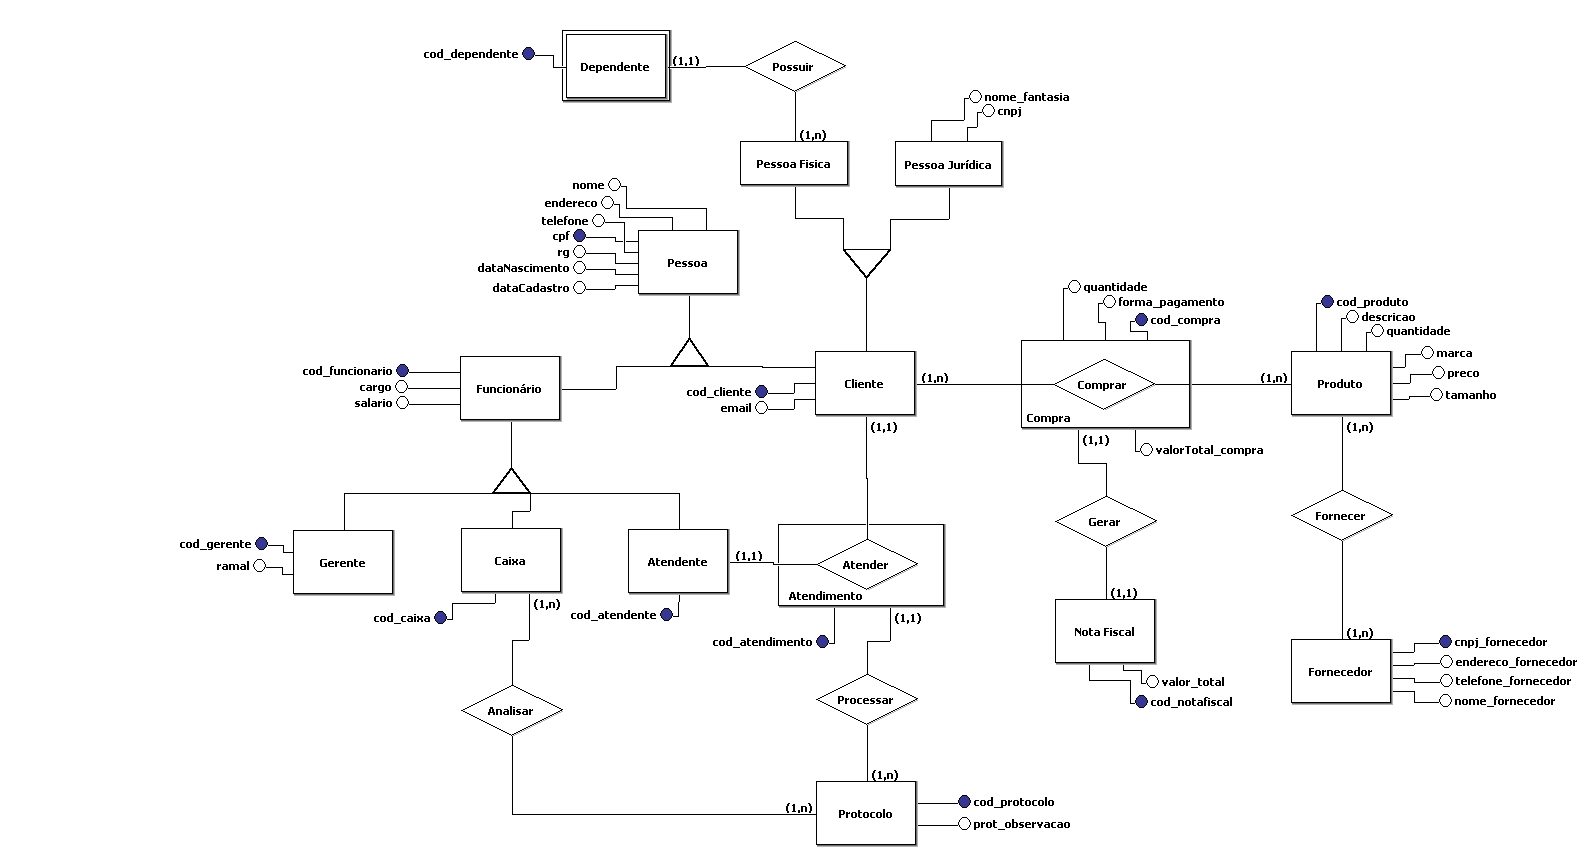 cod_dependente
Dependente
(1,1)
Possuir
(1,n)
nome_fantasia
cnpj
Pessoa Fisica
Pessoa Jurídica
nome
endereco
telefone
cpf
rg
dataNascimento
dataCadastro
Pessoa
quantidade
forma_pagamento
cod_compra
cod_produto
descricao
quantidade
marca
preco
tamanho
cod_funcionario
cargo
salario
Funcionário
cod_cliente
email
Cliente
(1,n)
Comprar
Compra
(1,n)
Produto
(1,1)
(1,1)
valorTotal_compra
(1,n)
Gerar
Fornecer
cod_gerente
ramal
Gerente
Caixa
Atendente
(1,1)
Atender
Atendimento
cod_caixa
(1,n)
cod_atendente
cod_atendimento
(1,1)
(1,1)
Nota Fiscal
(1,n)
Fornecedor
cnpj_fornecedor
endereco_fornecedor
telefone_fornecedor
nome_fornecedor
valor_total
cod_notafiscal
Analisar
Processar
(1,n)
(1,n)
Protocolo
cod_protocolo
prot_observacao